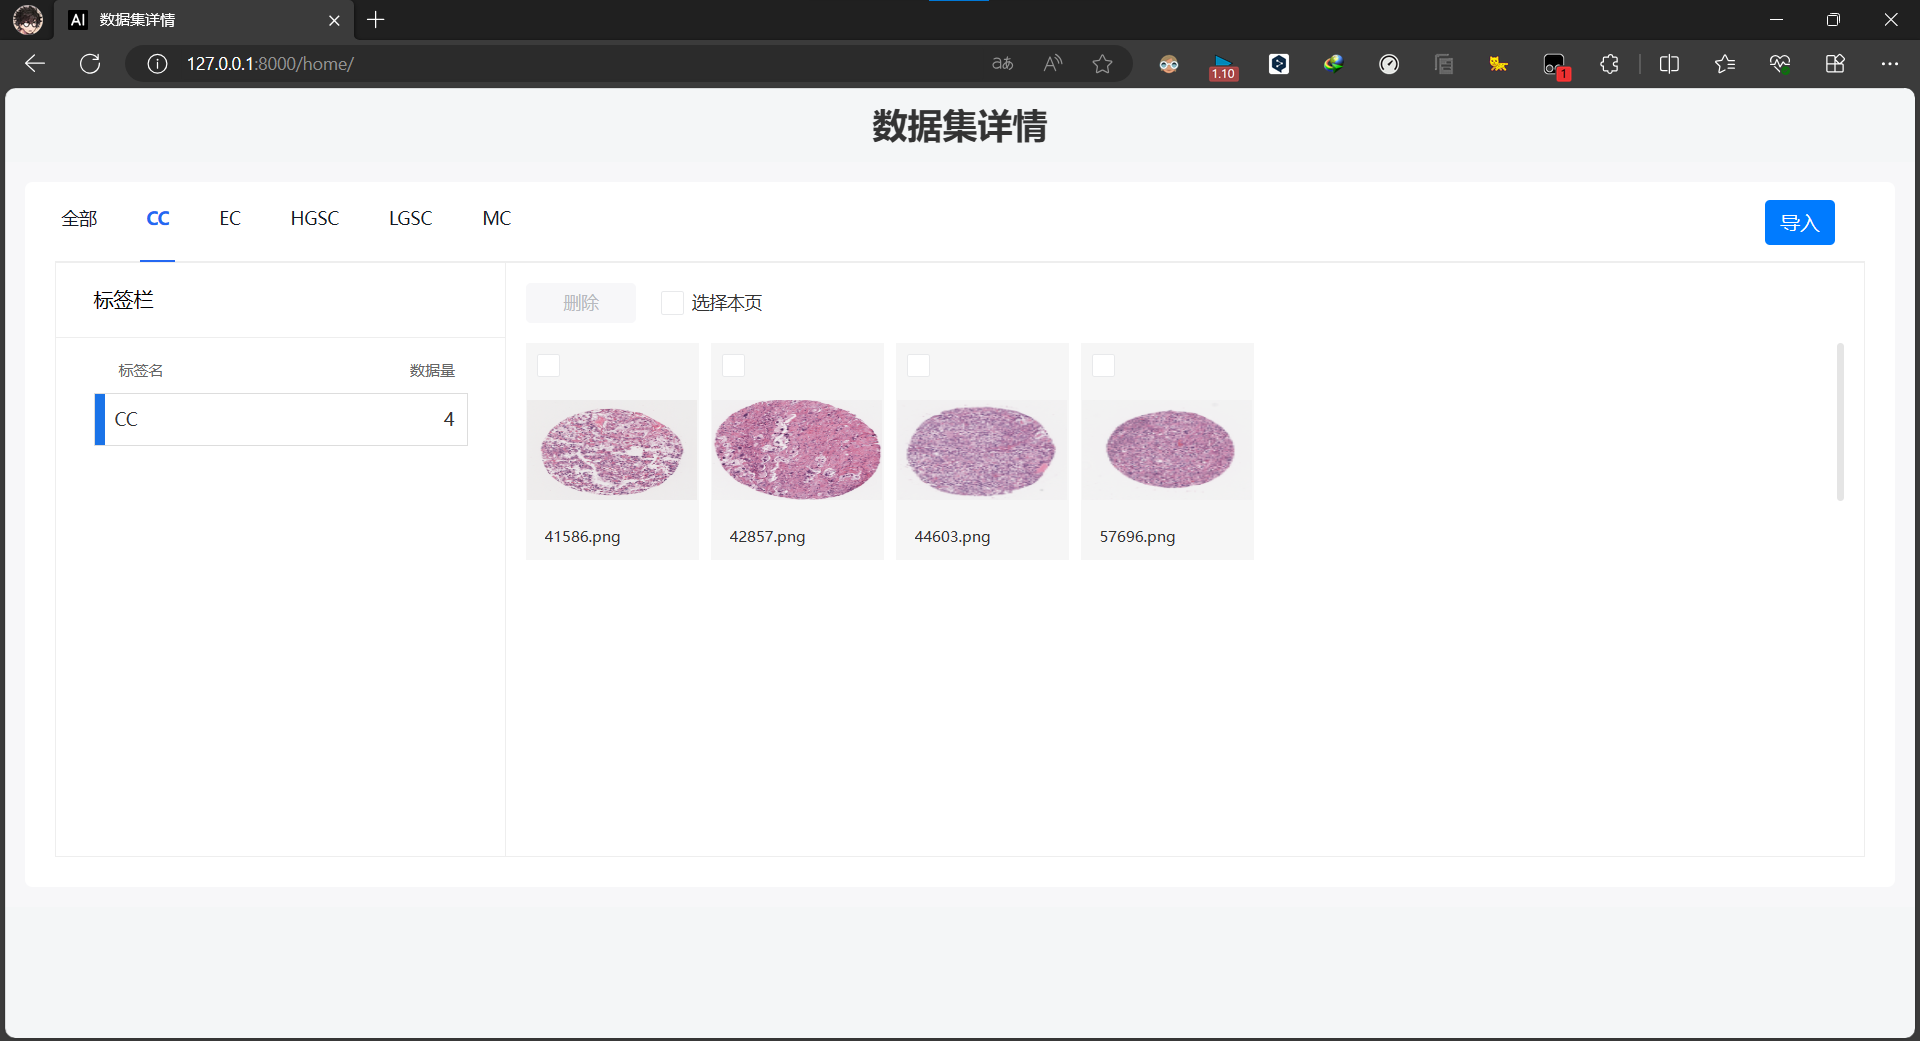 AI 数据集详情
127.0.0.1:8000/home/
aあ
A
1.10
1
数据集详情
全部 CC EC HGSC LGSC MC 导入
标签栏
删除 选择本页
标签名 数据量
CC 4
41586.png 42857.png 44603.png 57696.png